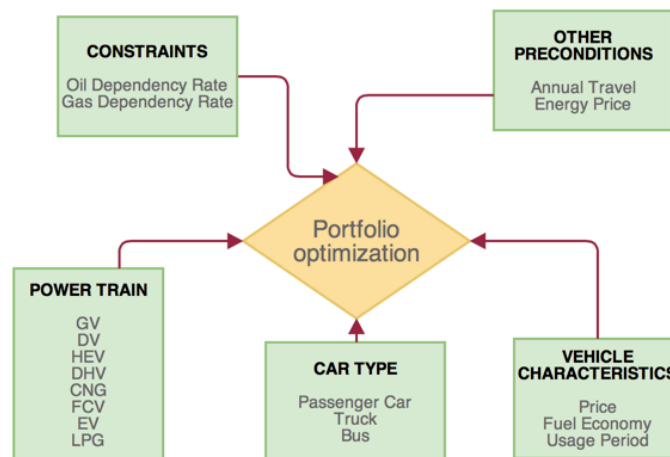 CONSTRAINTS
Oil Dependency Rate
Gas Dependency Rate
OTHER
PRECONDITIONS
Annual Travel
Energy Price
Portfolio
optimization
POWER TRAIN
GV
DV
HEV
DHV
CNG
FCV
EV
LPG
CAR TYPE
Passenger Car
Truck
Bus
VEHICLE
CHARACTERISTICS
Price
Fuel Economy
Usage Period